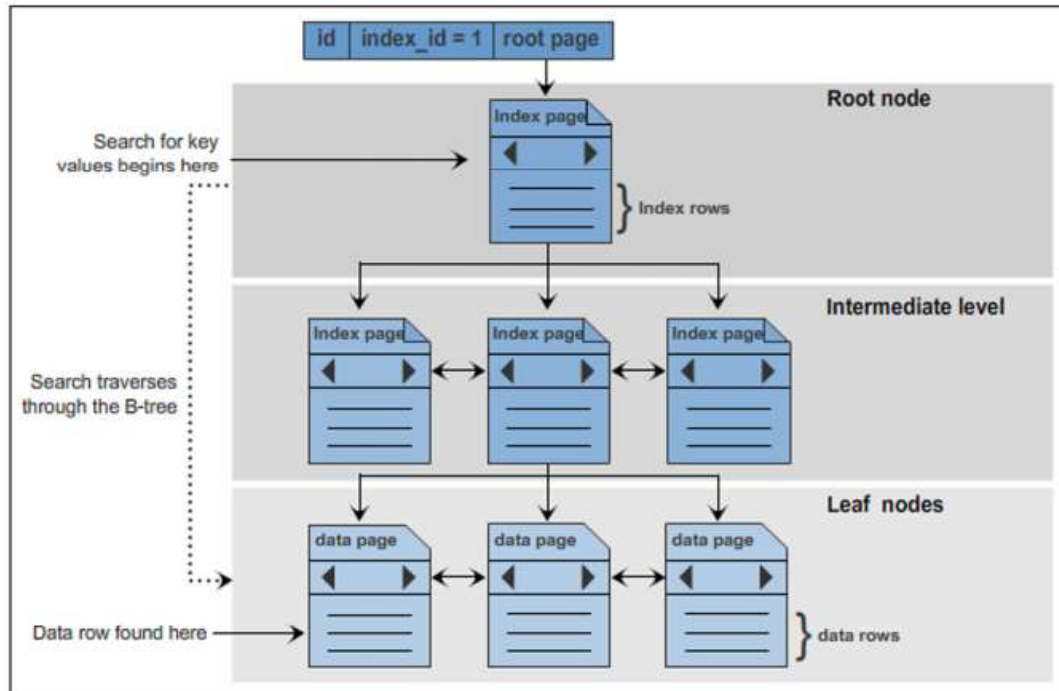 id index_id = 1 root page
Root node
Index page
Search for key
values begins here
Index rows
Intermediate level
Index page Index page Index page
Search traverses
through the B-tree
Leaf nodes
data page data page data page
Data row found here
data rows